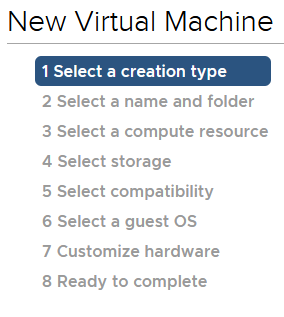 New Virtual Machine
1 Select a creation type
2 Select a name and folder
3 Select a compute resource
4 Select storage
5 Select compatibility
6 Select a guest OS
7 Customize hardware
8 Ready to complete